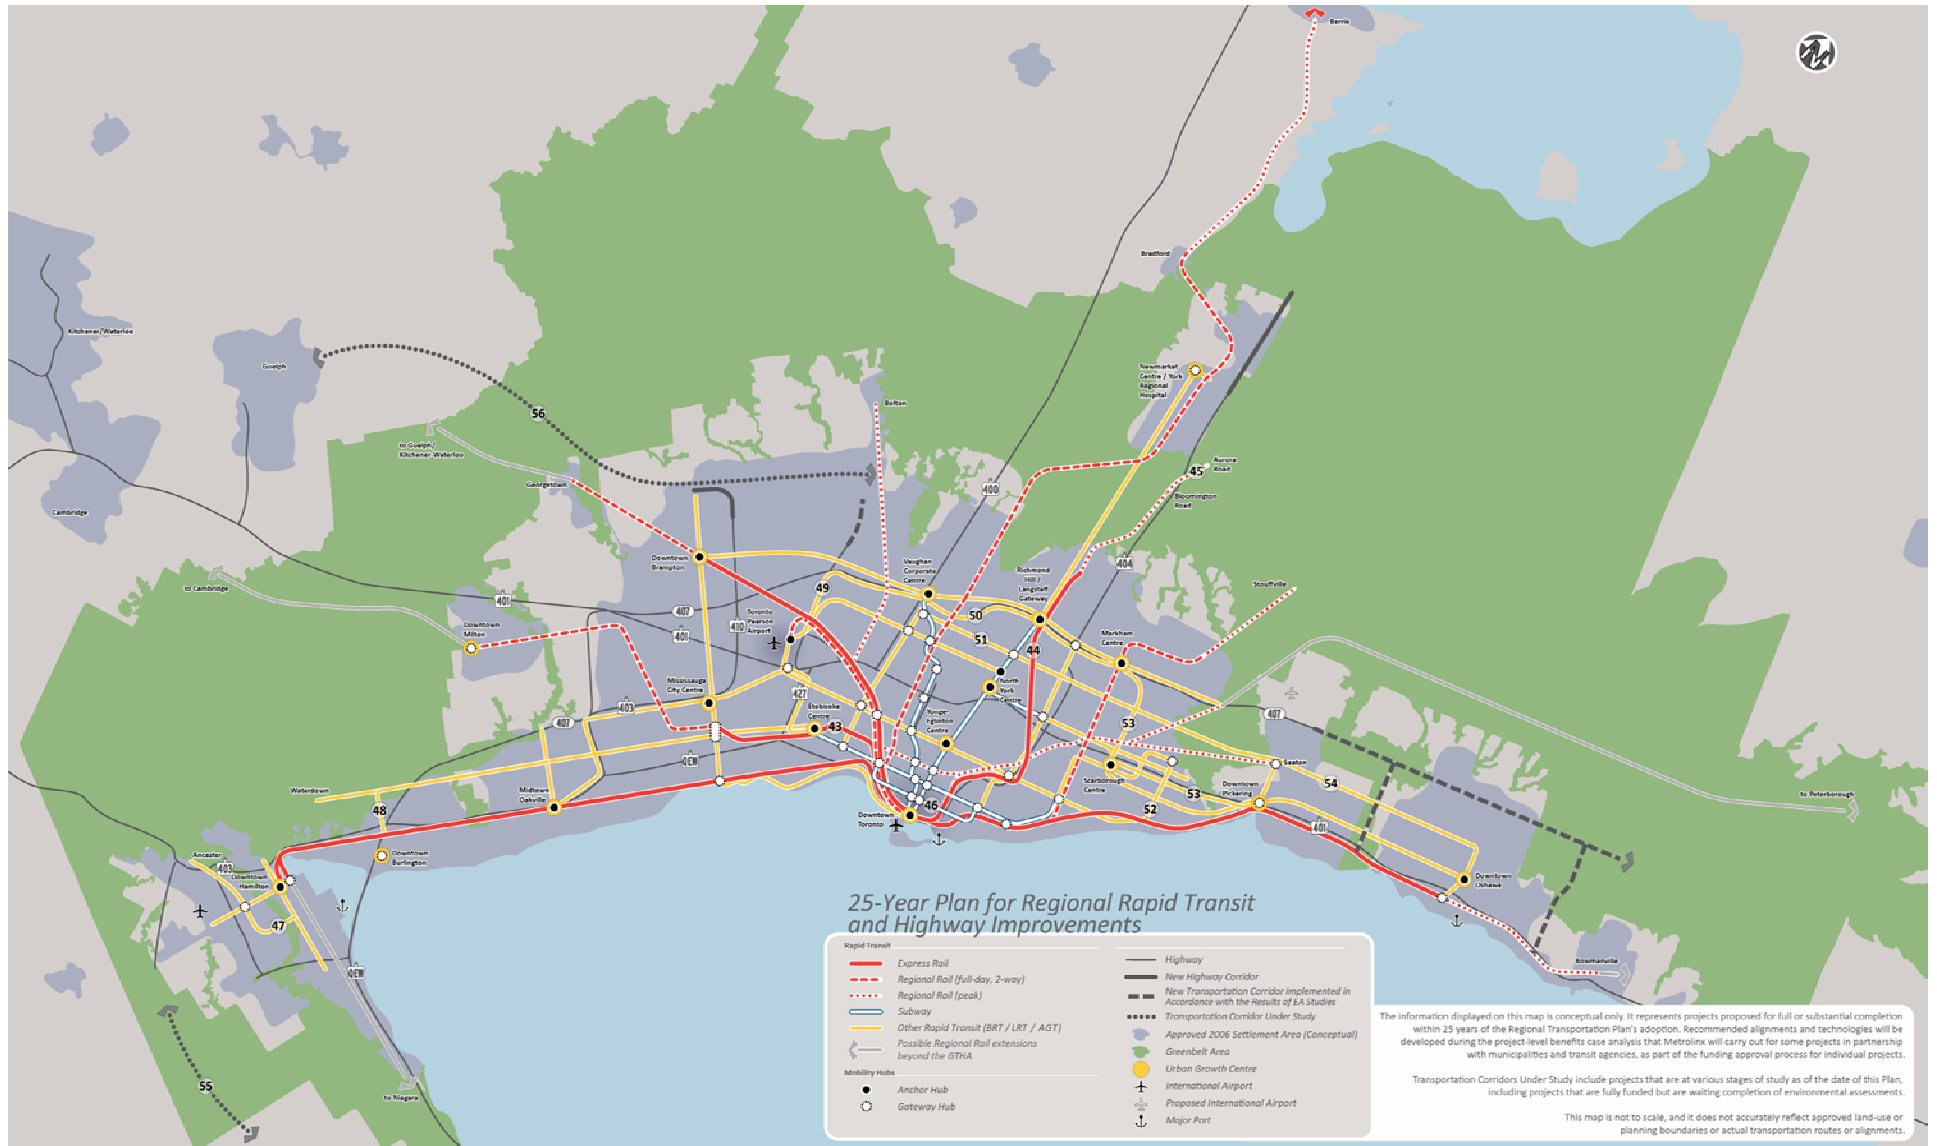 Barrie
Bradford
Kitchener/Waterloo
Guelph
Newmarket
Centre / York
Regional
Hospital
Bolton
56
to Guelph/
Kitchener-Waterloo
Aurora
Road
45
Georgetown
400
Bloomington
Road
Cambridge
Downtown
Brampton
Vaughan
Corporate
Centre
Richmond
Hill /
Langstaff
Gateway
404
Stouffville
to Cambridge
401
49
407
Toronto
Pearson
Airport
410
50
Downtown
Milton
401
51
Markham
Centre
44
Mississauga
City Centre
North
York
Centre
427
403
407
Etobicoke
Centre
43
Yonge-
Eglinton
Centre
53
407
QEW
Scarborough
Centre
Seaton
Waterdown
Midtown
Oakville
Downtown
Pickering
53
54
to Peterborough
48
46
52
Downtown
Toronto
401
Ancaster
403
Downtown
Burlington
Downtown
Hamilton
Downtown
Oshawa
47
QEW
Bowmanville
55
to Niagara
25-Year Plan for Regional Rapid Transit
and Highway Improvements
Rapid Transit
Express Rail
Regional Rail (full-day, 2-way)
Regional Rail (peak)
Subway
Other Rapid Transit (BRT / LRT / AGT)
Possible Regional Rail extensions
beyond the GTHA
Mobility Hubs
Anchor Hub
Gateway Hub
Highway
New Highway Corridor
New Transportation Corridor Implemented in
Accordance with the Results of EA Studies
Transportation Corridor Under Study
Approved 2006 Settlement Area (Conceptual)
Greenbelt Area
Urban Growth Centre
International Airport
Proposed International Airport
Major Port
The information displayed on this map is conceptual only. It represents projects proposed for full or substantial completion
within 25 years of the Regional Transportation Plan's adoption. Recommended alignments and technologies will be
developed during the project-level benefits case analysis that Metrolinx will carry out for some projects in partnership
with municipalities and transit agencies, as part of the funding approval process for individual projects.
Transportation Corridors Under Study include projects that are at various stages of study as of the date of this Plan,
including projects that are fully funded but are waiting completion of environmental assessments.
This map is not to scale, and it does not accurately reflect approved land-use or
planning boundaries or actual transportation routes or alignments.